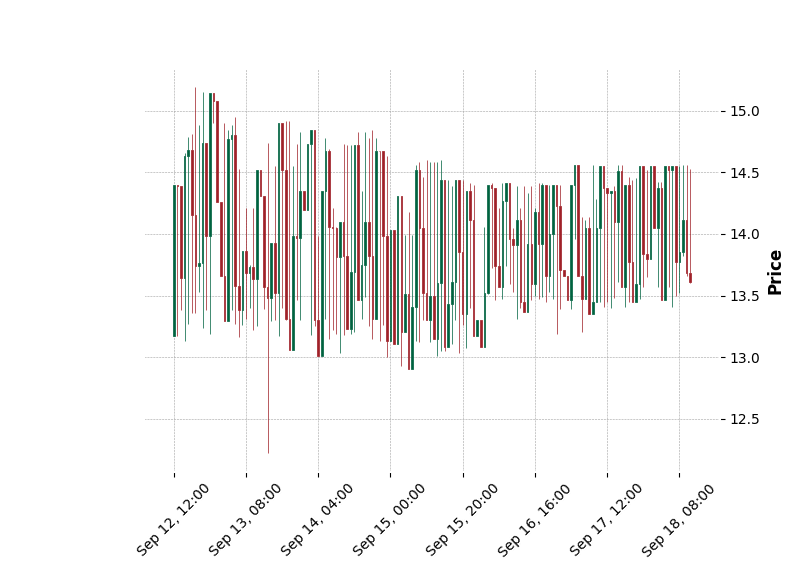 15.0
14.5
14.0
13.5
13.0
12.5
Price
Sep 12, 12:00
Sep 13, 08:00
Sep 14, 04:00
Sep 15, 00:00
Sep 15, 20:00
Sep 16, 16:00
Sep 17, 12:00
Sep 18, 08:00